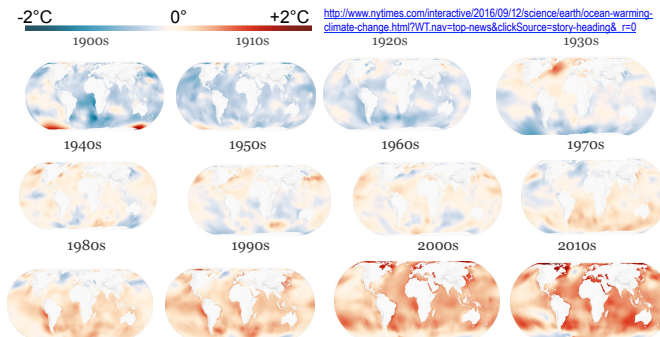 -2°C 0° +2°C
http://www.nytimes.com/interactive/2016/09/12/science/earth/ocean-warming-
climate-change.html?WT.nav=top-news&clickSource=story-heading&_r=0
1900s 1910s 1920s 1930s
1940s 1950s 1960s 1970s
1980s 1990s 2000s 2010s